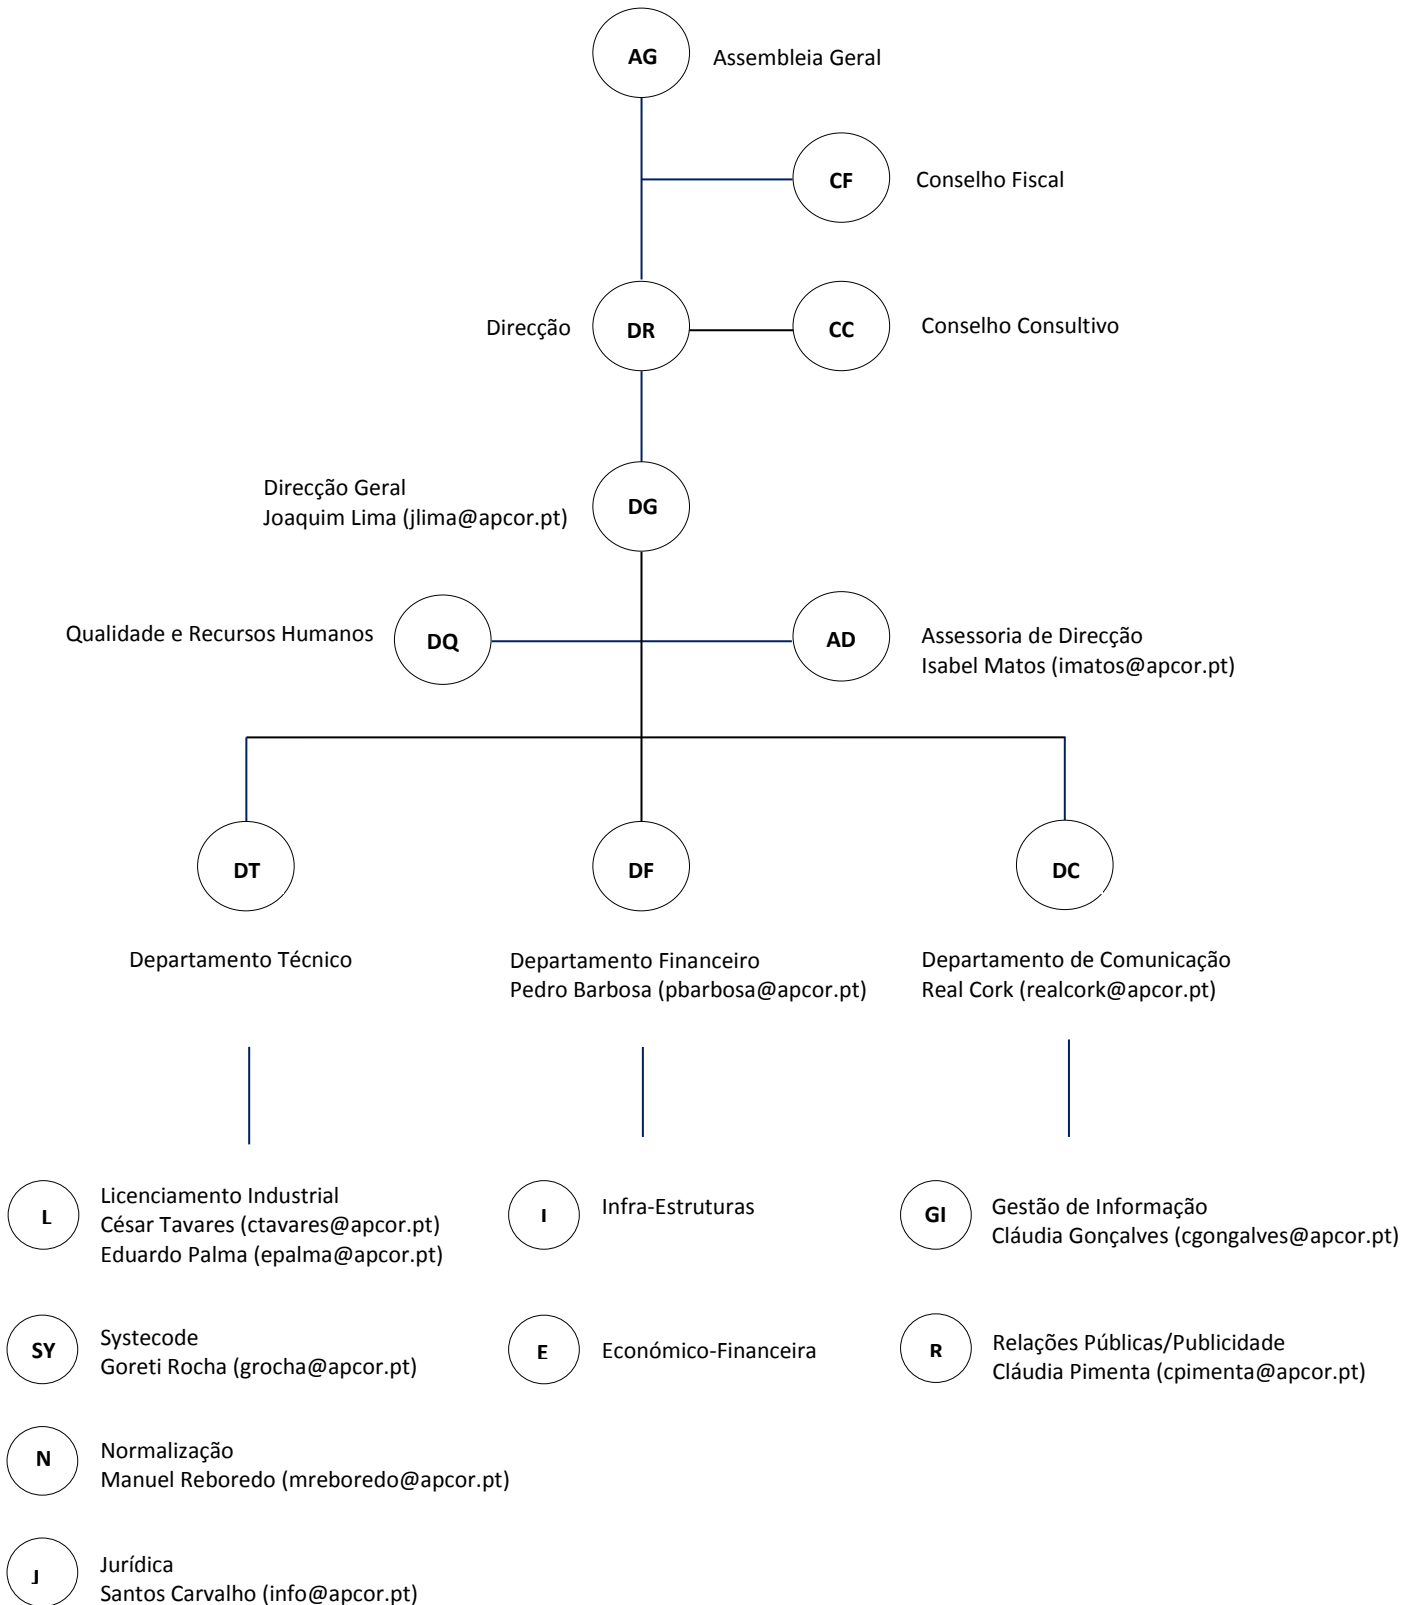 AG
Assembleia Geral
CF
Conselho Fiscal
Direcção
DR
CC
Conselho Consultivo
Direcção Geral
Joaquim Lima (jlima@apcor.pt)
DG
Qualidade e Recursos Humanos
DQ
AD
Assessoria de Direcção
Isabel Matos (imatos@apcor.pt)
DT
DF
DC
Departamento Técnico
Departamento Financeiro
Pedro Barbosa (pbarbosa@apcor.pt)
Departamento de Comunicação
Real Cork (realcork@apcor.pt)
L
Licenciamento Industrial
César Tavares (ctavares@apcor.pt)
Eduardo Palma (epalma@apcor.pt)
I
Infra-Estruturas
GI
Gestão de Informação
Cláudia Gonçalves (cgongalves@apcor.pt)
SY
Systecode
Goreti Rocha (grocha@apcor.pt)
E
Económico-Financeira
R
Relações Públicas/Publicidade
Cláudia Pimenta (cpimenta@apcor.pt)
N
Normalização
Manuel Reboredo (mreboredo@apcor.pt)
J
Jurídica
Santos Carvalho (info@apcor.pt)